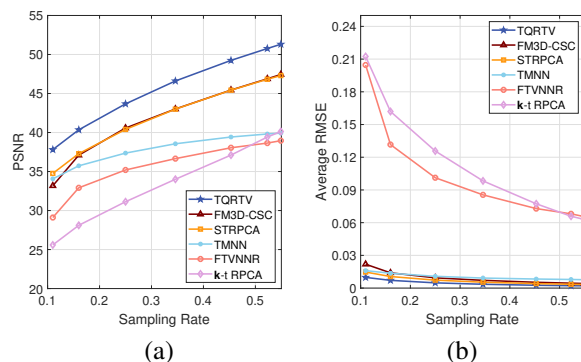 PSNR
55
50
45
40
35
30
25
20
0.1 0.2 0.3 0.4 0.5
Sampling Rate
TQRTV
FM3D-CSC
STRPCA
TMNN
FTVNNR
k-t RPCA
(a)
Average RMSE
0.24
0.21
0.18
0.15
0.12
0.09
0.06
0.03
0
0.1 0.2 0.3 0.4 0.5
Sampling Rate
TQRTV
FM3D-CSC
STRPCA
TMNN
FTVNNR
k-t RPCA
(b)